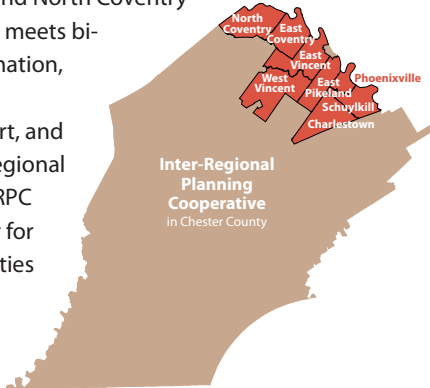 nd North Coventry
meets bi-
nation,
rt, and
egional
RPC
for
ties
North
Coventry
East
Coventry
East
Vincent
West
Vincent
East
Pikeland
Phoenixville
Schuylkill
Charlestown
Inter-Regional
Planning
Cooperative
in Chester County